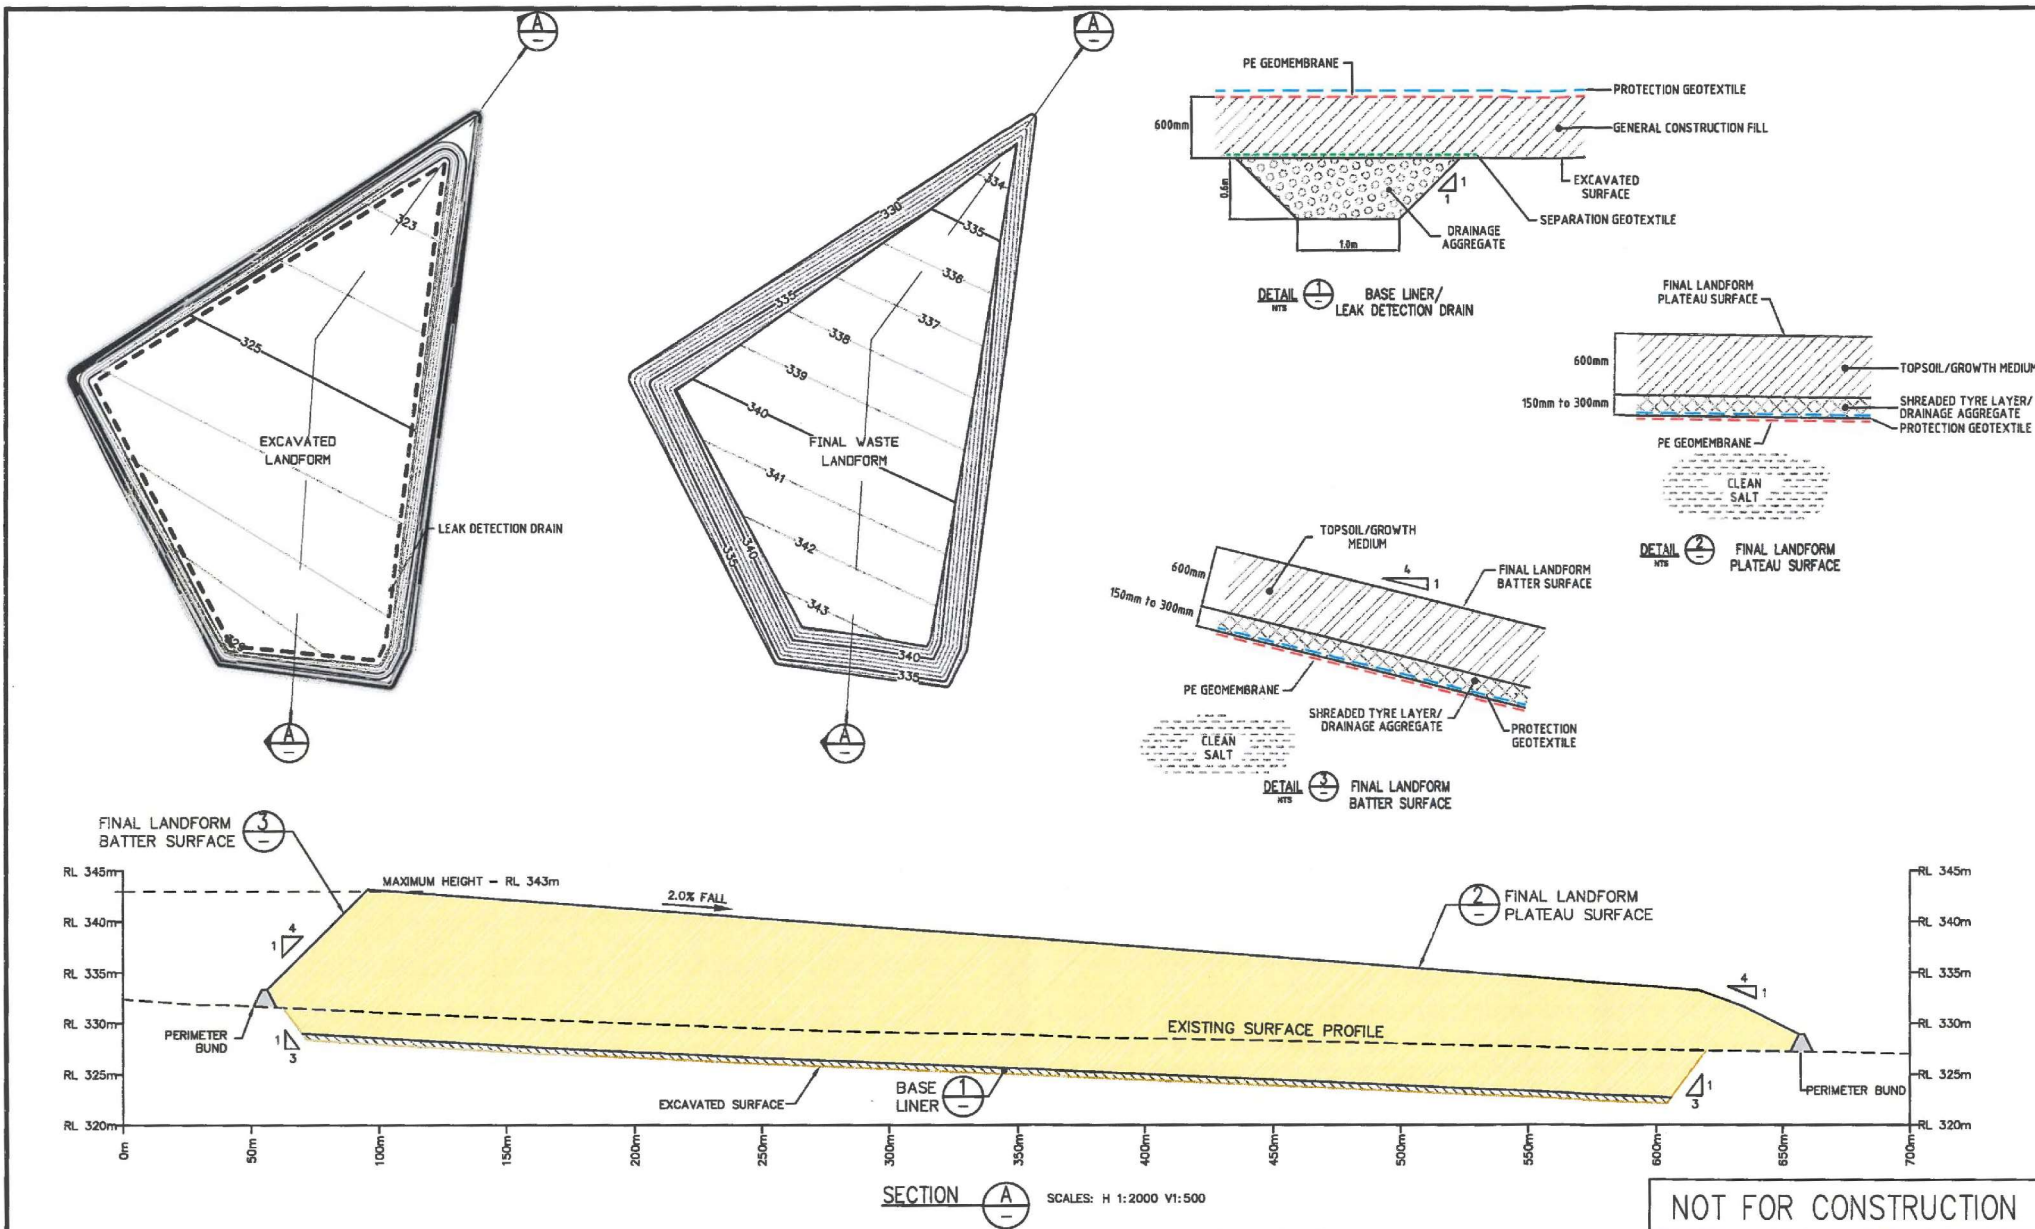 A
-
A
-
323
325
329
EXCAVATED
LANDFORM
LEAK DETECTION DRAIN
A
-
330
334
335
336
335
337
338
339
340
341
342
343
340
335
340
335
FINAL WASTE
LANDFORM
A
-
PE GEOMEMBRANE
PROTECTION GEOTEXTILE
600mm
GENERAL CONSTRUCTION FILL
EXCAVATED
SURFACE
0.6m
1
1
SEPARATION GEOTEXTILE
DRAINAGE
AGGREGATE
1.0m
DETAIL 1 BASE LINER/
NTS - LEAK DETECTION DRAIN
FINAL LANDFORM
PLATEAU SURFACE
600mm
TOPSOIL/GROWTH MEDIUM
150mm to 300mm
SHREADED TYRE LAYER/
DRAINAGE AGGREGATE
PROTECTION GEOTEXTILE
PE GEOMEMBRANE
CLEAN
SALT
DETAIL 2 FINAL LANDFORM
NTS - PLATEAU SURFACE
TOPSOIL/GROWTH
MEDIUM
4
1
600mm
FINAL LANDFORM
BATTER SURFACE
150mm to 300mm
PE GEOMEMBRANE
SHREADED TYRE LAYER/
DRAINAGE AGGREGATE
PROTECTION
GEOTEXTILE
CLEAN
SALT
DETAIL 3 FINAL LANDFORM
NTS - BATTER SURFACE
FINAL LANDFORM
BATTER SURFACE
3
-
RL 345m
RL 340m
RL 335m
RL 330m
RL 325m
RL 320m
MAXIMUM HEIGHT - RL 343m
2.0% FALL
2
-
FINAL LANDFORM
PLATEAU SURFACE
4
1
4
1
PERIMETER
BUND
1
3
EXISTING SURFACE PROFILE
EXCAVATED SURFACE
BASE
LINER
1
-
1
3
PERIMETER BUND
RL 345m
RL 340m
RL 335m
RL 330m
RL 325m
RL 320m
0m
50m
100m
150m
200m
250m
300m
350m
400m
450m
500m
550m
600m
650m
700m
SECTION A SCALES: H 1:2000 V1:500
-
NOT FOR CONSTRUCTION